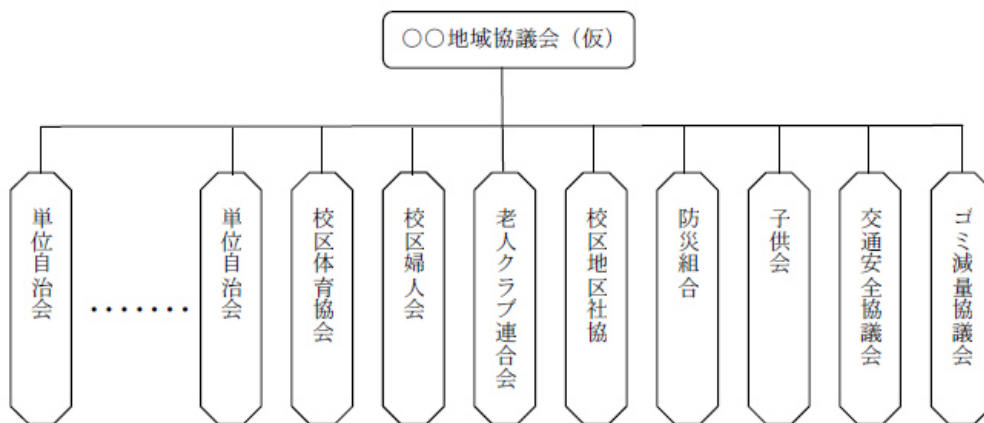 ○○地域協議会（仮）
単位自治会
・・・・・・・
単位自治会
校区体育協会
校区婦人会
老人クラブ連合会
校区地区社協
防災組合
子供会
交通安全協議会
ゴミ減量協議会